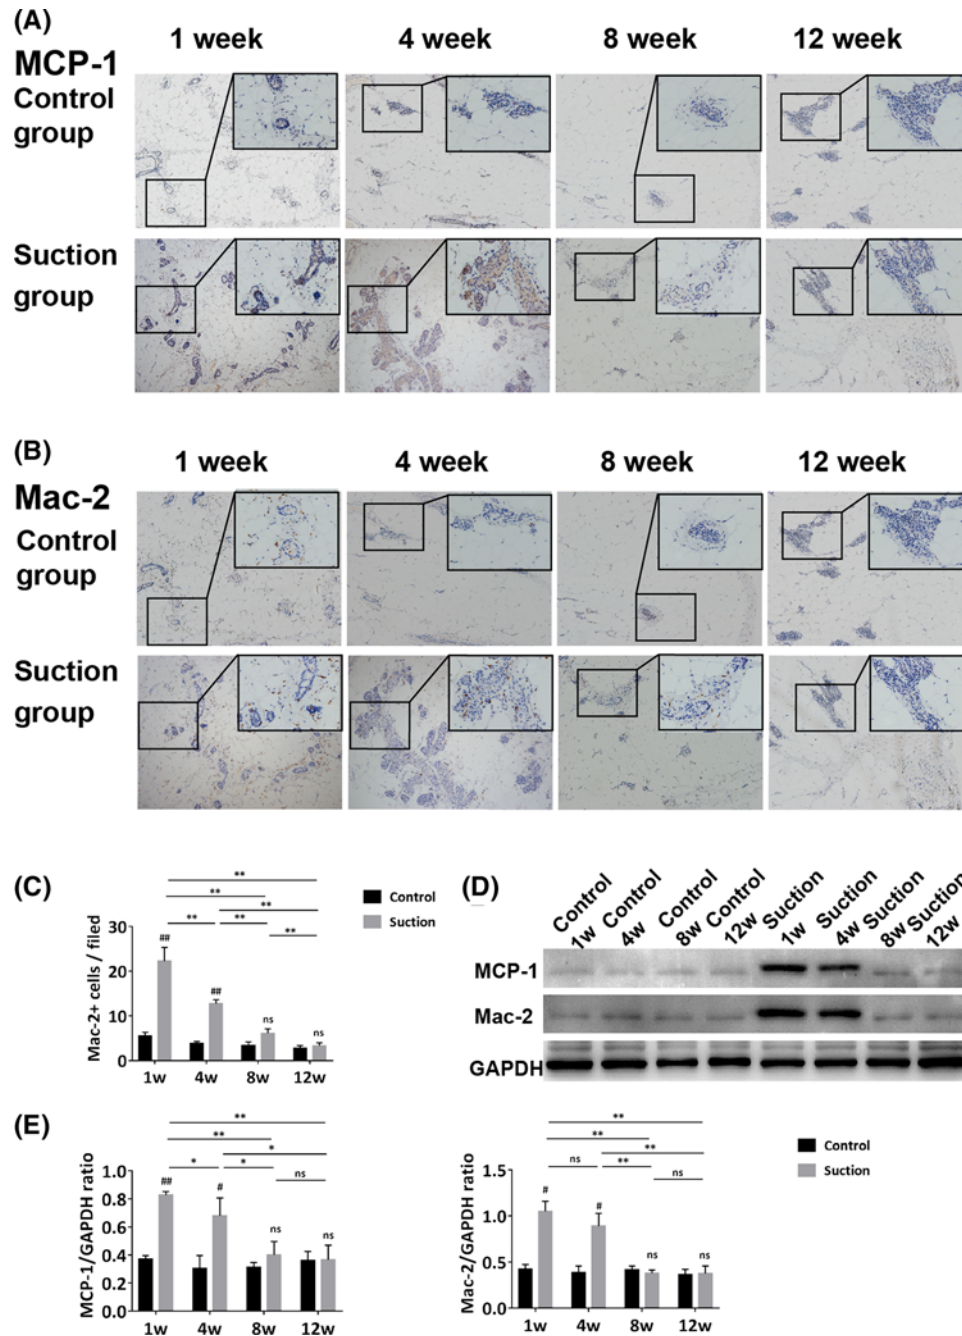 (A)
1 week 4 week 8 week 12 week
MCP-1
Control
group
Suction
group
(B)
1 week 4 week 8 week 12 week
Mac-2
Control
group
Suction
group
(C)
**
**
**
** **
**
Control
Suction
Mac-2+ cells / filed
30
20
10
0
##
##
ns
ns
1w 4w 8w 12w
(D)
Control 1w
Control 4w
Control 8w
Control 12w
Suction 1w
Suction 4w
Suction 8w
Suction 12w
MCP-1
Mac-2
GAPDH
(E)
**
**
*
* *
ns
MCP-1/GAPDH ratio
1.0
0.8
0.6
0.4
0.2
0.0
##
#
ns
ns
1w 4w 8w 12w
**
**
**
ns **
ns
Mac-2/GAPDH ratio
1.5
1.0
0.5
0.0
#
#
ns
ns
1w 4w 8w 12w
Control
Suction